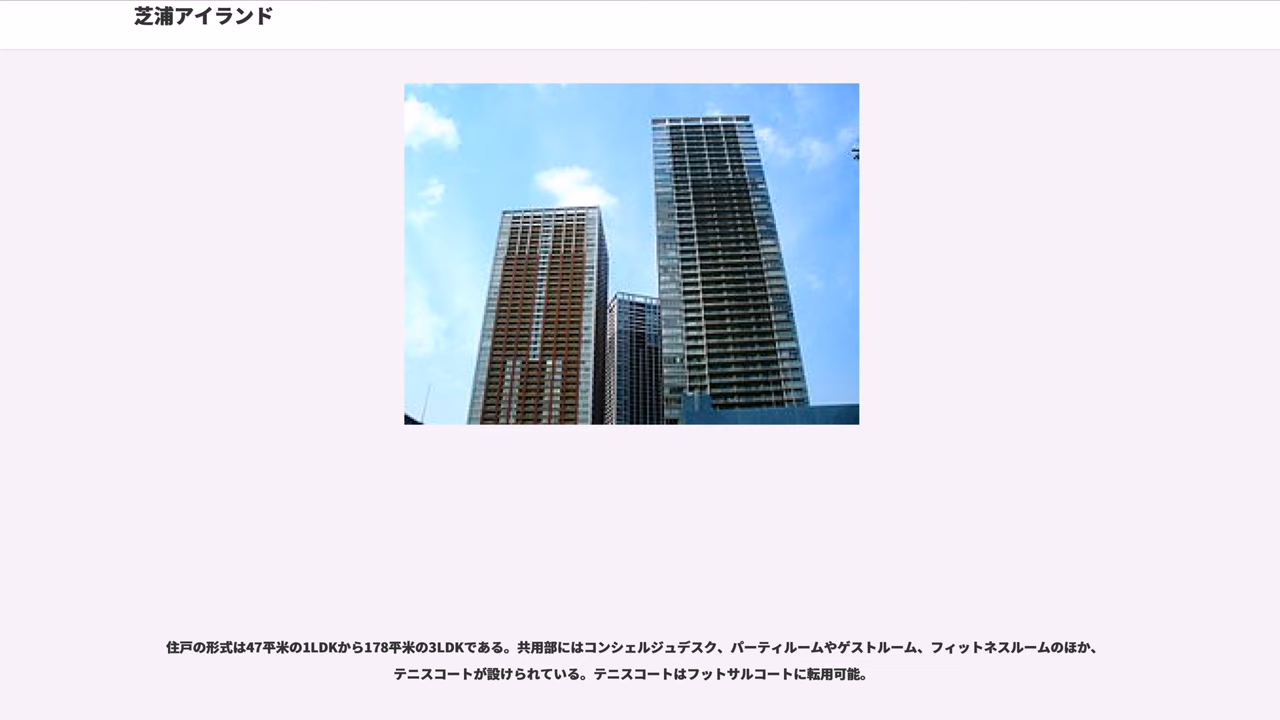 芝浦アイランド
住戸の形式は47平米の1LDKから178平米の3LDKである。共用部にはコンシェルジュデスク、パーティルームやゲストルーム、フィットネスルームのほか、
テニスコートが設けられている。テニスコートはフットサルコートに転用可能。